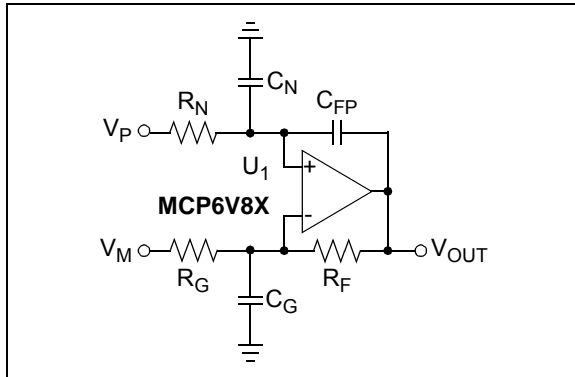 C_N
R_N
C_FP
V_P
U_1
+
MCP6V8X
-
V_M
V_OUT
R_G
R_F
C_G